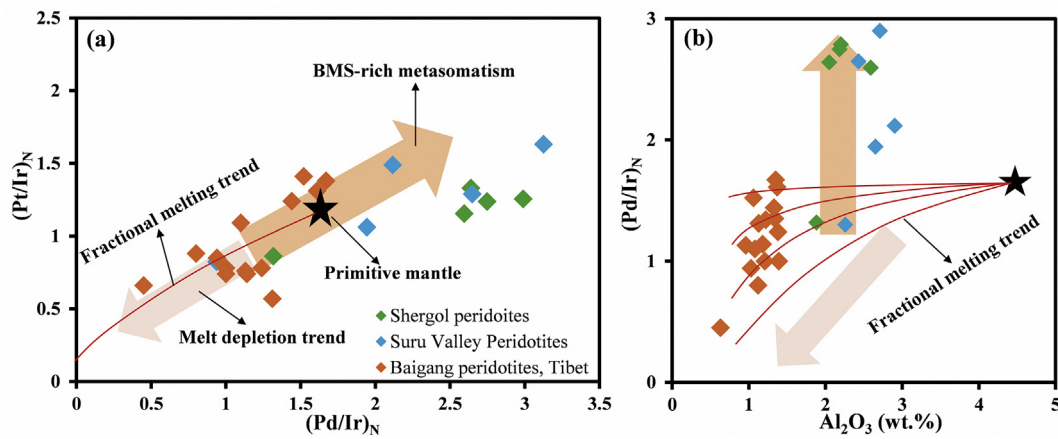 (a)
BMS-rich metasomatism
Fractional melting trend
Primitive mantle
Melt depletion trend
Shergol peridoites
Suru Valley Peridotites
Baigang peridotites, Tibet
(Pt/Ir)N
2.5
2
1.5
1
0.5
0
0
0.5
1
1.5
2
2.5
3
3.5
(Pd/Ir)N
(b)
Fractional melting trend
(Pd/Ir)N
3
2
1
0
0
1
2
3
4
5
Al2O3 (wt.%)